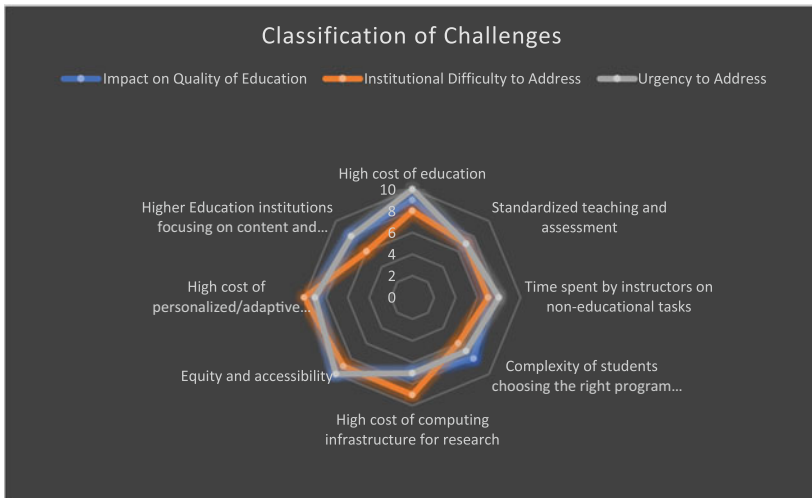 Classification of Challenges
Impact on Quality of Education
Institutional Difficulty to Address
Urgency to Address
High cost of education
10
8
6
4
2
0
Standardized teaching and
assessment
Time spent by instructors on
non-educational tasks
Complexity of students
choosing the right program...
High cost of computing
infrastructure for research
Equity and accessibility
High cost of
personalized/adaptive...
Higher Education institutions
focusing on content and...